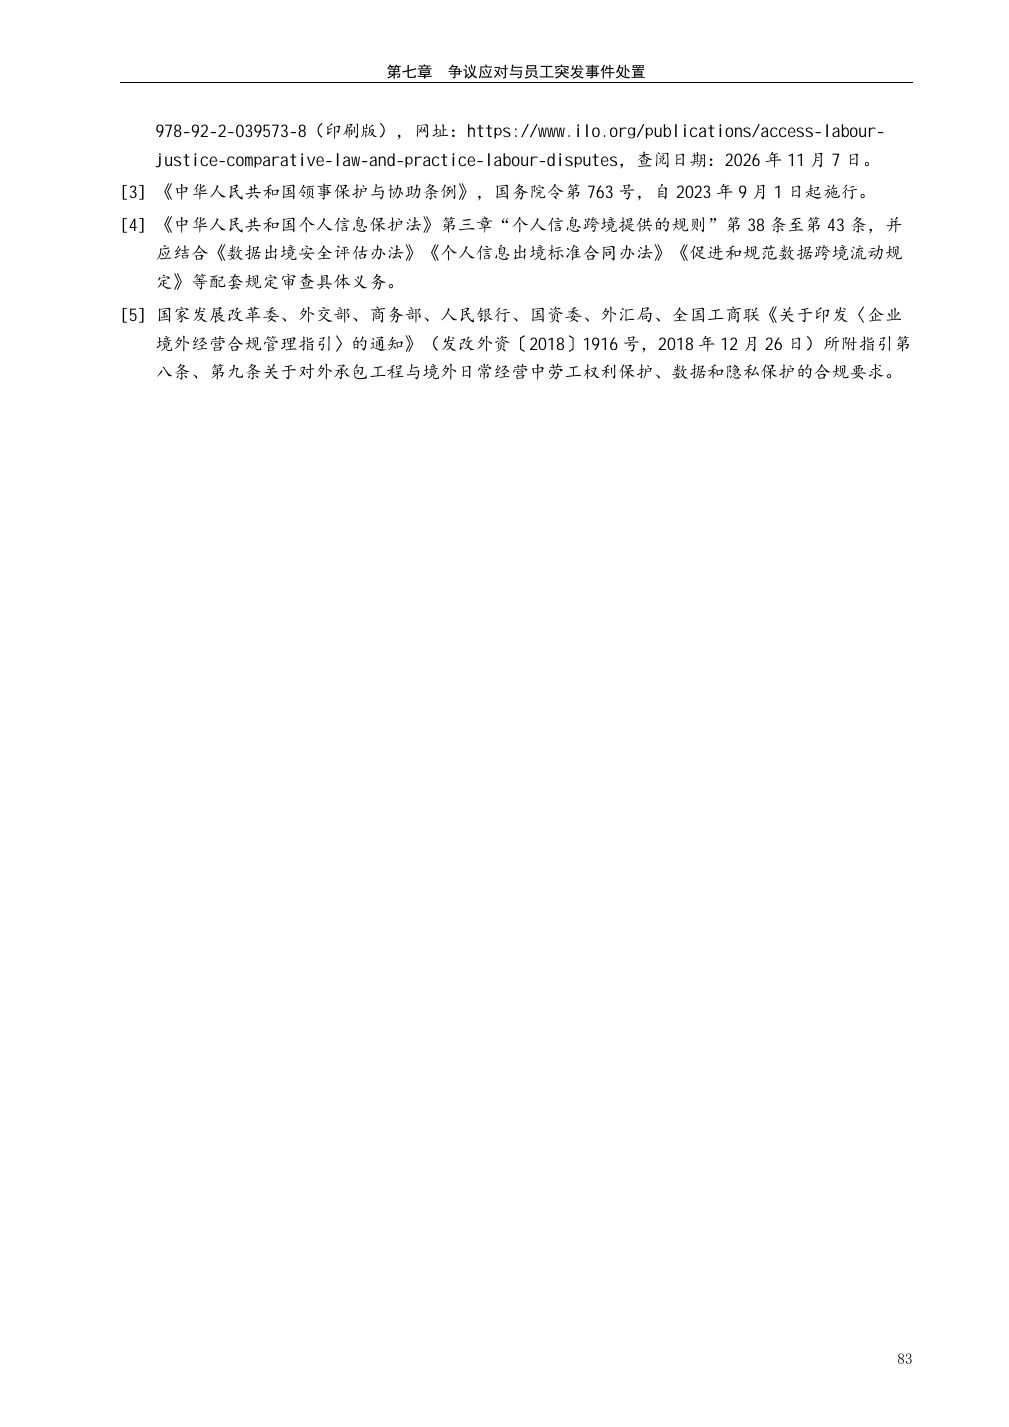 第七章　争议应对与员工突发事件处置
978-92-2-039573-8（印刷版），网址：https://www.ilo.org/publications/access-labour-
justice-comparative-law-and-practice-labour-disputes，查阅日期：2026 年 11 月 7 日。
[3] 《中华人民共和国领事保护与协助条例》，国务院令第 763 号，自 2023 年 9 月 1 日起施行。
[4] 《中华人民共和国个人信息保护法》第三章“个人信息跨境提供的规则”第 38 条至第 43 条，并
应结合《数据出境安全评估办法》《个人信息出境标准合同办法》《促进和规范数据跨境流动规
定》等配套规定审查具体义务。
[5] 国家发展改革委、外交部、商务部、人民银行、国资委、外汇局、全国工商联《关于印发〈企业
境外经营合规管理指引〉的通知》（发改外资〔2018〕1916 号，2018 年 12 月 26 日）所附指引第
八条、第九条关于对外承包工程与境外日常经营中劳工权利保护、数据和隐私保护的合规要求。
83